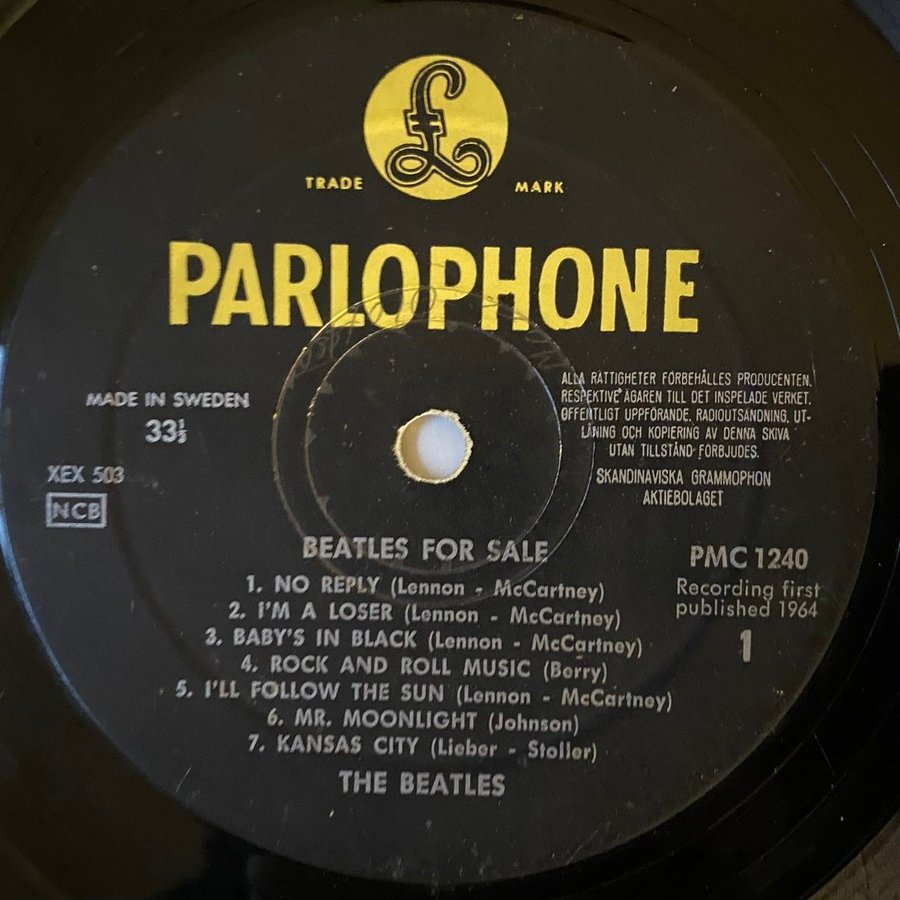 £
TRADE MARK
PARLOPHONE
MADE IN SWEDEN
33⅓
XEX 503
NCB
ALLA RÄTTIGHETER FÖRBEHÅLLES PRODUCENTEN.
RESPEKTIVE ÄGAREN TILL DET INSPELADE VERKET.
OFFENTLIGT UPPFÖRANDE. RADIOUTSÄNDNING, UT-
LÅNING OCH KOPIERING AV DENNA SKIVA
UTAN TILLSTÅND FÖRBJUDES.
SKANDINAVISKA GRAMMOPHON
AKTIEBOLAGET
BEATLES FOR SALE
PMC 1240
Recording first
published 1964
1
1. NO REPLY (Lennon - McCartney)
2. I'M A LOSER (Lennon - McCartney)
3. BABY'S IN BLACK (Lennon - McCartney)
4. ROCK AND ROLL MUSIC (Berry)
5. I'LL FOLLOW THE SUN (Lennon - McCartney)
6. MR. MOONLIGHT (Johnson)
7. KANSAS CITY (Lieber - Stoller)
THE BEATLES